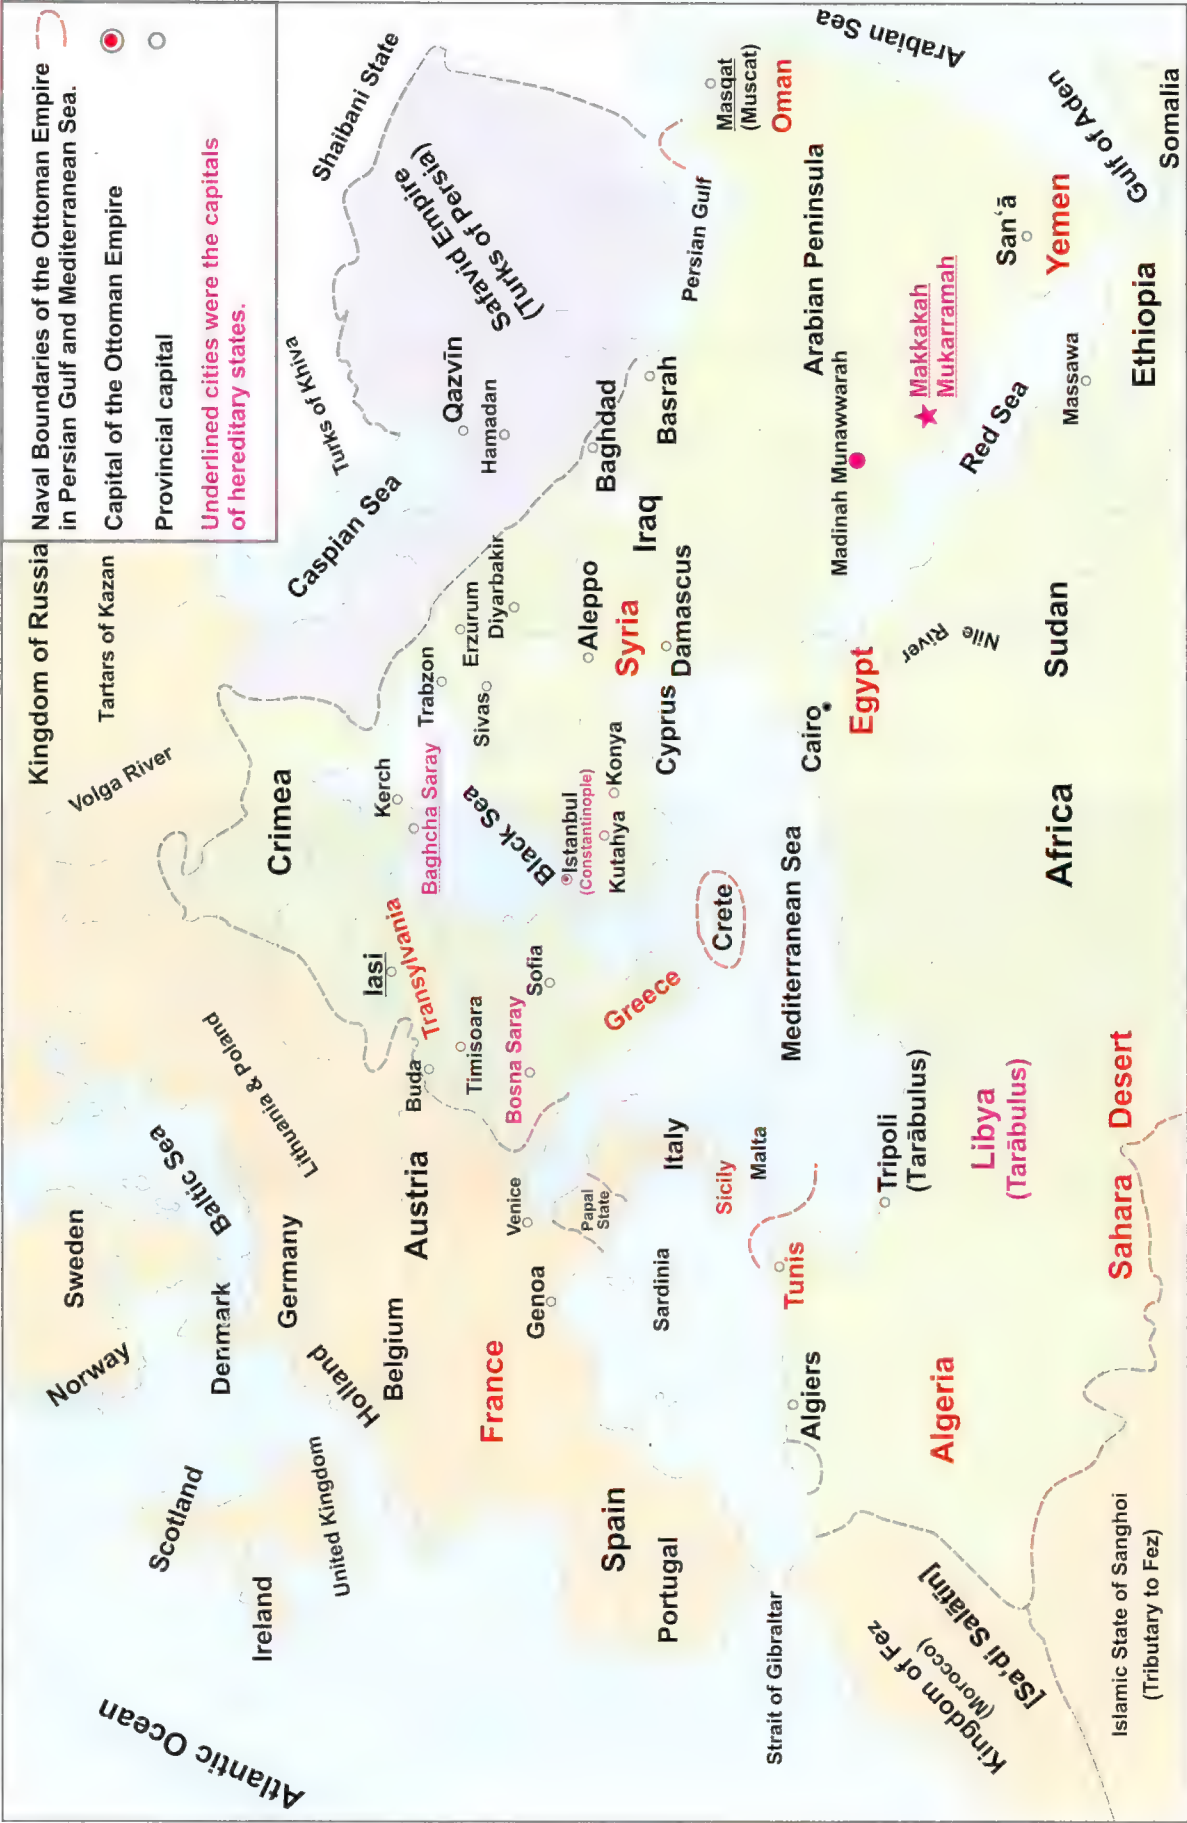 Naval Boundaries of the Ottoman Empire
in Persian Gulf and Mediterranean Sea.
Capital of the Ottoman Empire
Provincial capital
Underlined cities were the capitals
of hereditary states.
Atlantic Ocean
Norway
Sweden
Kingdom of Russia
Tartars of Kazan
Volga River
Scotland
Ireland
United Kingdom
Denmark
Baltic Sea
Germany
Holland
Belgium
Lithuania & Poland
Crimea
Caspian Sea
Turks of Khiva
Shaibani State
Austria
France
Genoa
Venice
Papal
State
Buda
Iasi
Transylvania
Timisoara
Bosna Saray
Sofia
Kerch
Baghcha Saray
Black Sea
Trabzon
Sivas
Erzurum
Diyarbakir
Qazvīn
Hamadan
Safavid Empire
(Turks of Persia)
Istanbul
(Constantinople)
Kutahya
Konya
Aleppo
Syria
Damascus
Iraq
Baghdad
Basrah
Persian Gulf
Masqat
(Muscat)
Oman
Arabian Sea
Spain
Portugal
Sardinia
Italy
Sicily
Malta
Greece
Crete
Cyprus
Strait of Gibraltar
Algiers
Tunis
Mediterranean Sea
Cairo
Egypt
Nile
River
Madinah Munawwarah
Arabian Peninsula
Makkakah
Mukarramah
Red Sea
San‘ā
Yemen
Gulf of Aden
Somalia
Kingdom of Fez
(Morocco)
[Sa‘di Salātīn]
Algeria
Tripoli
(Tarābulus)
Libya
(Tarābulus)
Africa
Sudan
Massawa
Ethiopia
Islamic State of Sanghoi
(Tributary to Fez)
Sahara Desert